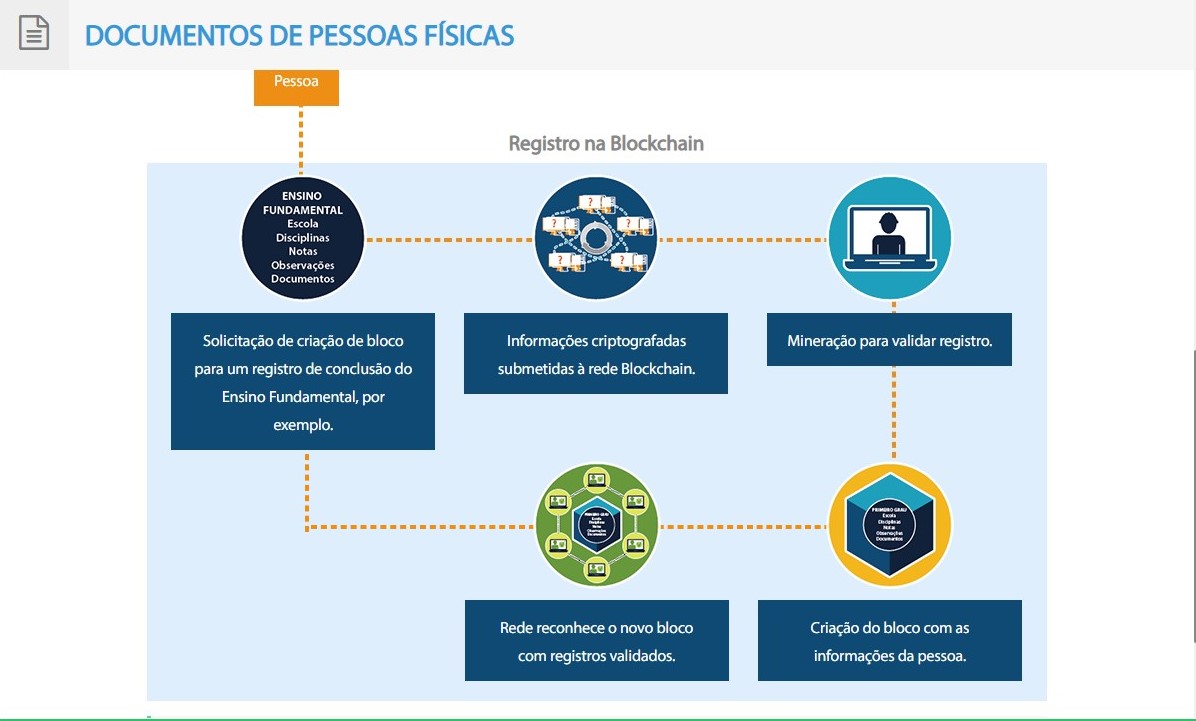 DOCUMENTOS DE PESSOAS FÍSICAS
Pessoa
Registro na Blockchain
ENSINO
FUNDAMENTAL
Escola
Disciplinas
Notas
Observações
Documentos
?
?
?
?
?
Solicitação de criação de bloco
para um registro de conclusão do
Ensino Fundamental, por
exemplo.
Informações criptografadas
submetidas à rede Blockchain.
Mineração para validar registro.
PRIMEIRO GRAU
Escola
Disciplinas
Notas
Observações
Documentos
PRIMEIRO GRAU
Escola
Disciplinas
Notas
Observações
Documentos
Rede reconhece o novo bloco
com registros validados.
Criação do bloco com as
informações da pessoa.